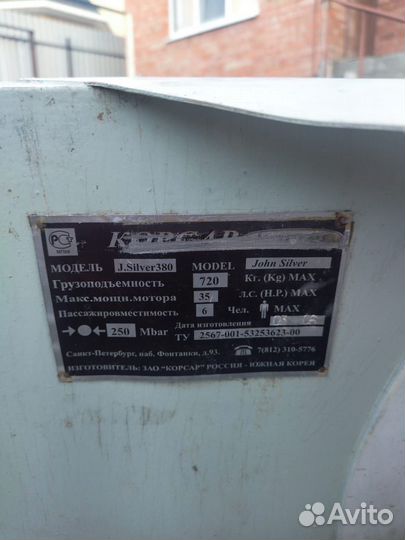 РС
КОРСАР
МОДЕЛЬ J.Silver380 MODEL John Silver
Грузоподъемность 720 Кг. (Kg) MAX
Макс.мощн.мотора 35 л.с. (H.P.) MAX
Пассажировместимость 6 Чел. MAX
250 Mbar Дата изготовления
ТУ 2567-001-53253623-00
Санкт-Петербург, наб. Фонтанки, д.93. 7(812) 310-5776
ИЗГОТОВИТЕЛЬ: ЗАО "КОРСАР" РОССИЯ - ЮЖНАЯ КОРЕЯ
Avito